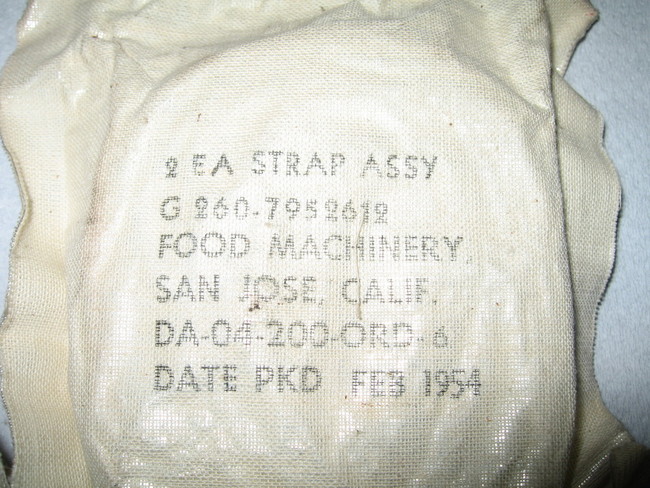 2 EA STRAP ASSY
G 260-7952612
FOOD MACHINERY,
SAN JOSE, CALIF.
DA-04-200-ORD-6
DATE PKD FEB 1954